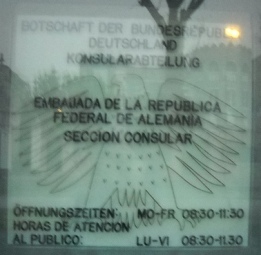 BOTSCHAFT DER BUNDESREPUBLIK
DEUTSCHLAND
KONSULARABTEILUNG
EMBAJADA DE LA REPUBLICA
FEDERAL DE ALEMANIA
SECCION CONSULAR
ÖFFNUNGSZEITEN: MO-FR 08:30-11:30
HORAS DE ATENCION
AL PUBLICO: LU-VI 08:30-11:30